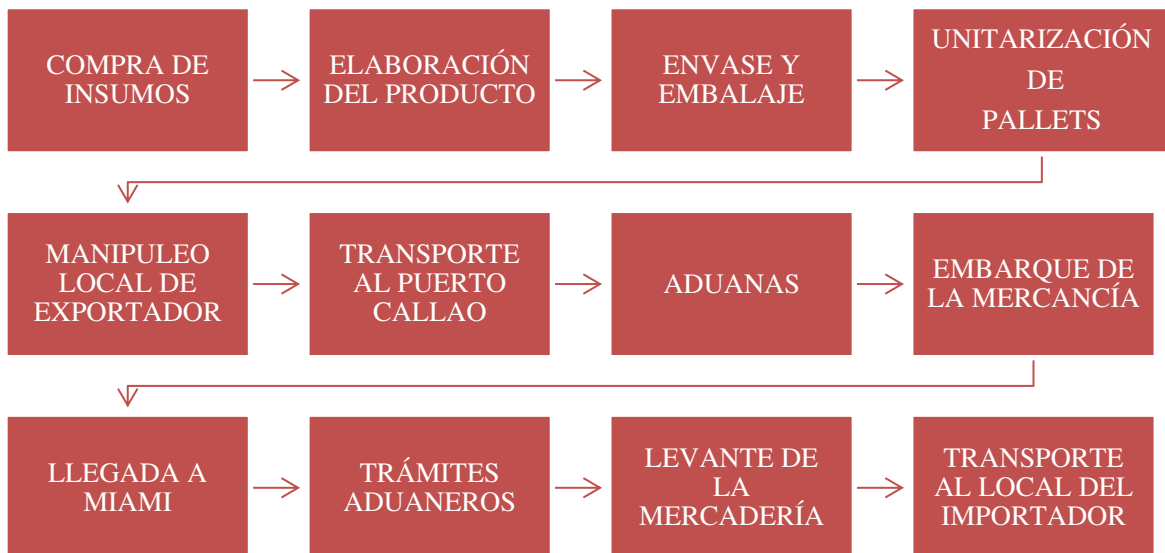 COMPRA DE
INSUMOS
ELABORACIÓN
DEL PRODUCTO
ENVASE Y
EMBALAJE
UNITARIZACIÓN
DE
PALLETS
MANIPULEO
LOCAL DE
EXPORTADOR
TRANSPORTE
AL PUERTO
CALLAO
ADUANAS
EMBARQUE DE
LA MERCANCÍA
LLEGADA A
MIAMI
TRÁMITES
ADUANEROS
LEVANTE DE
LA
MERCADERÍA
TRANSPORTE
AL LOCAL DEL
IMPORTADOR